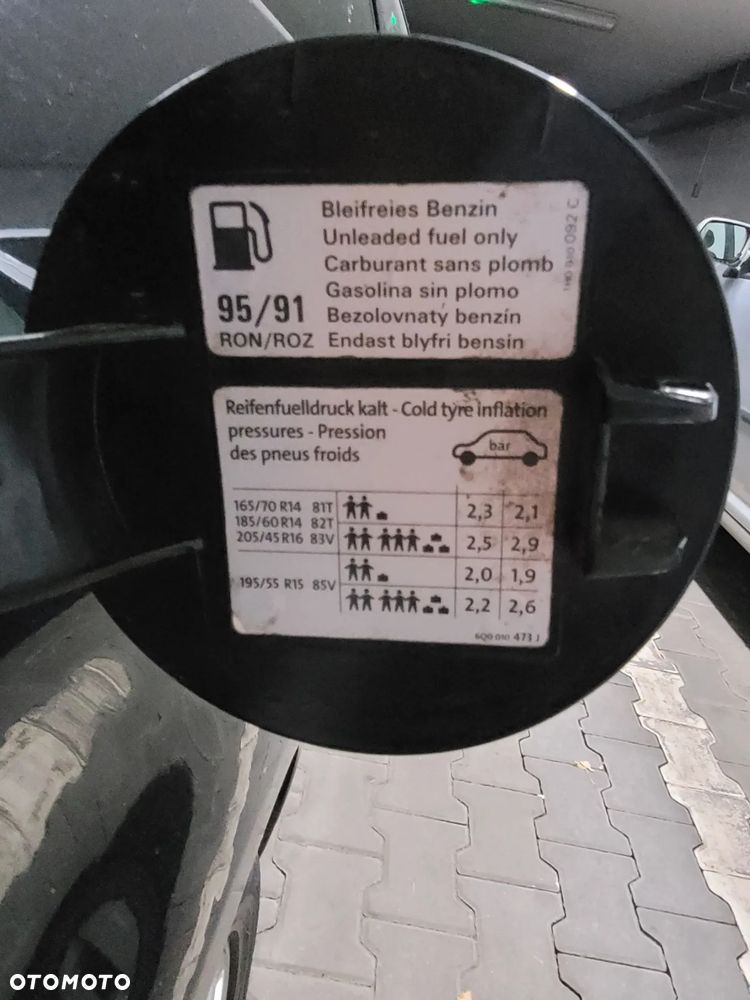 Bleifreies Benzin
Unleaded fuel only
Carburant sans plomb
Gasolina sin plomo
95/91 Bezolovnatý benzín
RON/ROZ Endast blyfri bensin
092 C
Reifenfuelldruck kalt - Cold tyre inflation
pressures - Pression
des pneus froids
bar
165/70 R14 81T 2,3 2,1
185/60 R14 82T
205/45 R16 83V 2,5 2,9
2,0 1,9
195/55 R15 85V
2,2 2,6
6Q0 010 473 J
OTOMOTO